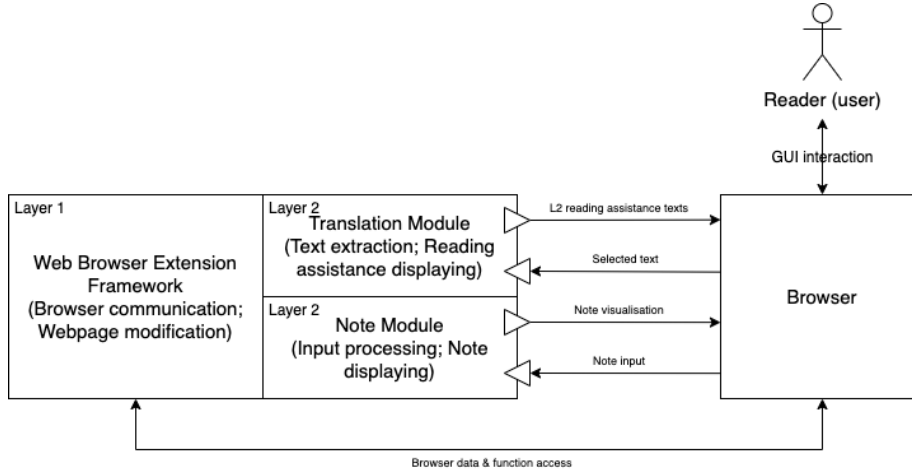 Reader (user)
GUI interaction
Layer 1
Web Browser Extension
Framework
(Browser communication;
Webpage modification)
Layer 2
Translation Module
(Text extraction; Reading
assistance displaying)
Layer 2
Note Module
(Input processing; Note
displaying)
L2 reading assistance texts
Selected text
Note visualisation
Note input
Browser
Browser data & function access